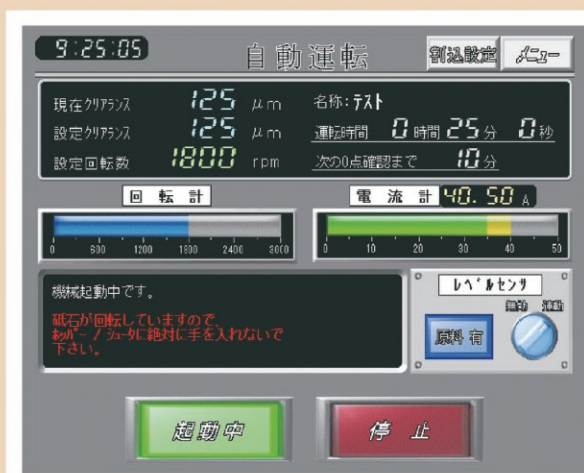 9:25:05
自動運転
割込設定
メニュー
現在クリアランス 125 μm
設定クリアランス 125 μm
設定回転数 1800 rpm
名称:テスト
運転時間 0時間25分 0秒
次の0点確認まで 10分
回転計
電流計 40.50 A
0 600 1200 1800 2400 3000
0 10 20 30 40 50
機械起動中です。
砥石が回転していますので、
ホッパー/シュータに絶対に手を入れないで
下さい。
レベルセンサ
無効 連動
原料 有
起動中
停止